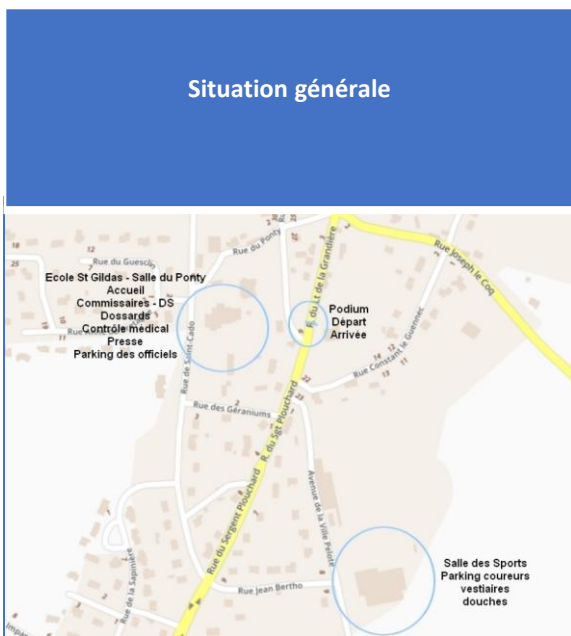 Situation générale
Rue du Guesclin
Rue du Ponty
R. du Lt de la Grandière
Rue Joseph le Coq
Ecole St Gildas - Salle du Ponty
Accueil
Commissaires - DS
Dossards
Contrôle médical
Presse
Parking des officiels
Podium
Départ
Arrivée
Rue de Saint-Cado
Rue Constant le Guennec
Rue des Géraniums
R. du Sgt Plouchard
Rue du Sergent Plouchard
Avenue de la Ville Pelote
Salle des Sports
Parking coureurs
vestiaires
douches
Rue Jean Bertho
Rue de la Sapinière